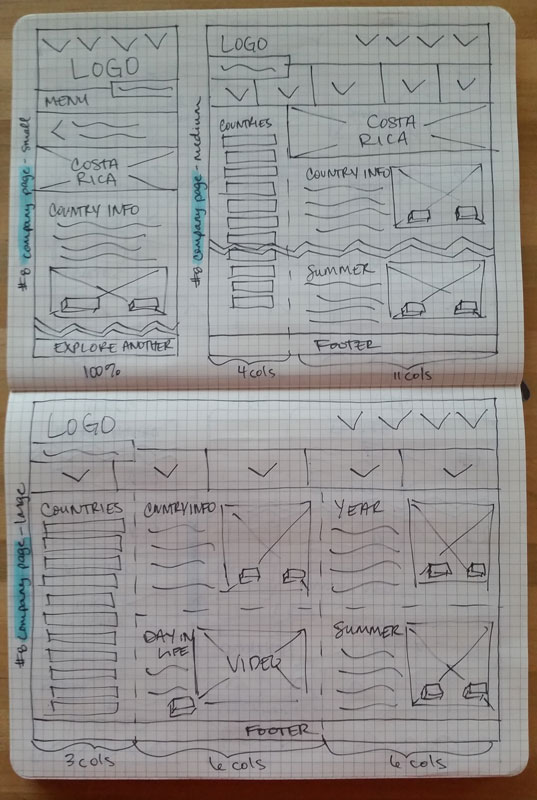 #8 company page - small
LOGO
MENU
COSTA
RICA
COUNTRY INFO
EXPLORE ANOTHER
100%
#8 company page - medium
LOGO
COUNTRIES
COSTA
RICA
COUNTRY INFO
SUMMER
FOOTER
4 cols
11 cols
#8 company page - large
LOGO
COUNTRIES
CNTRY INFO
YEAR
DAY IN
LIFE
VIDEO
SUMMER
FOOTER
3 cols
6 cols
6 cols